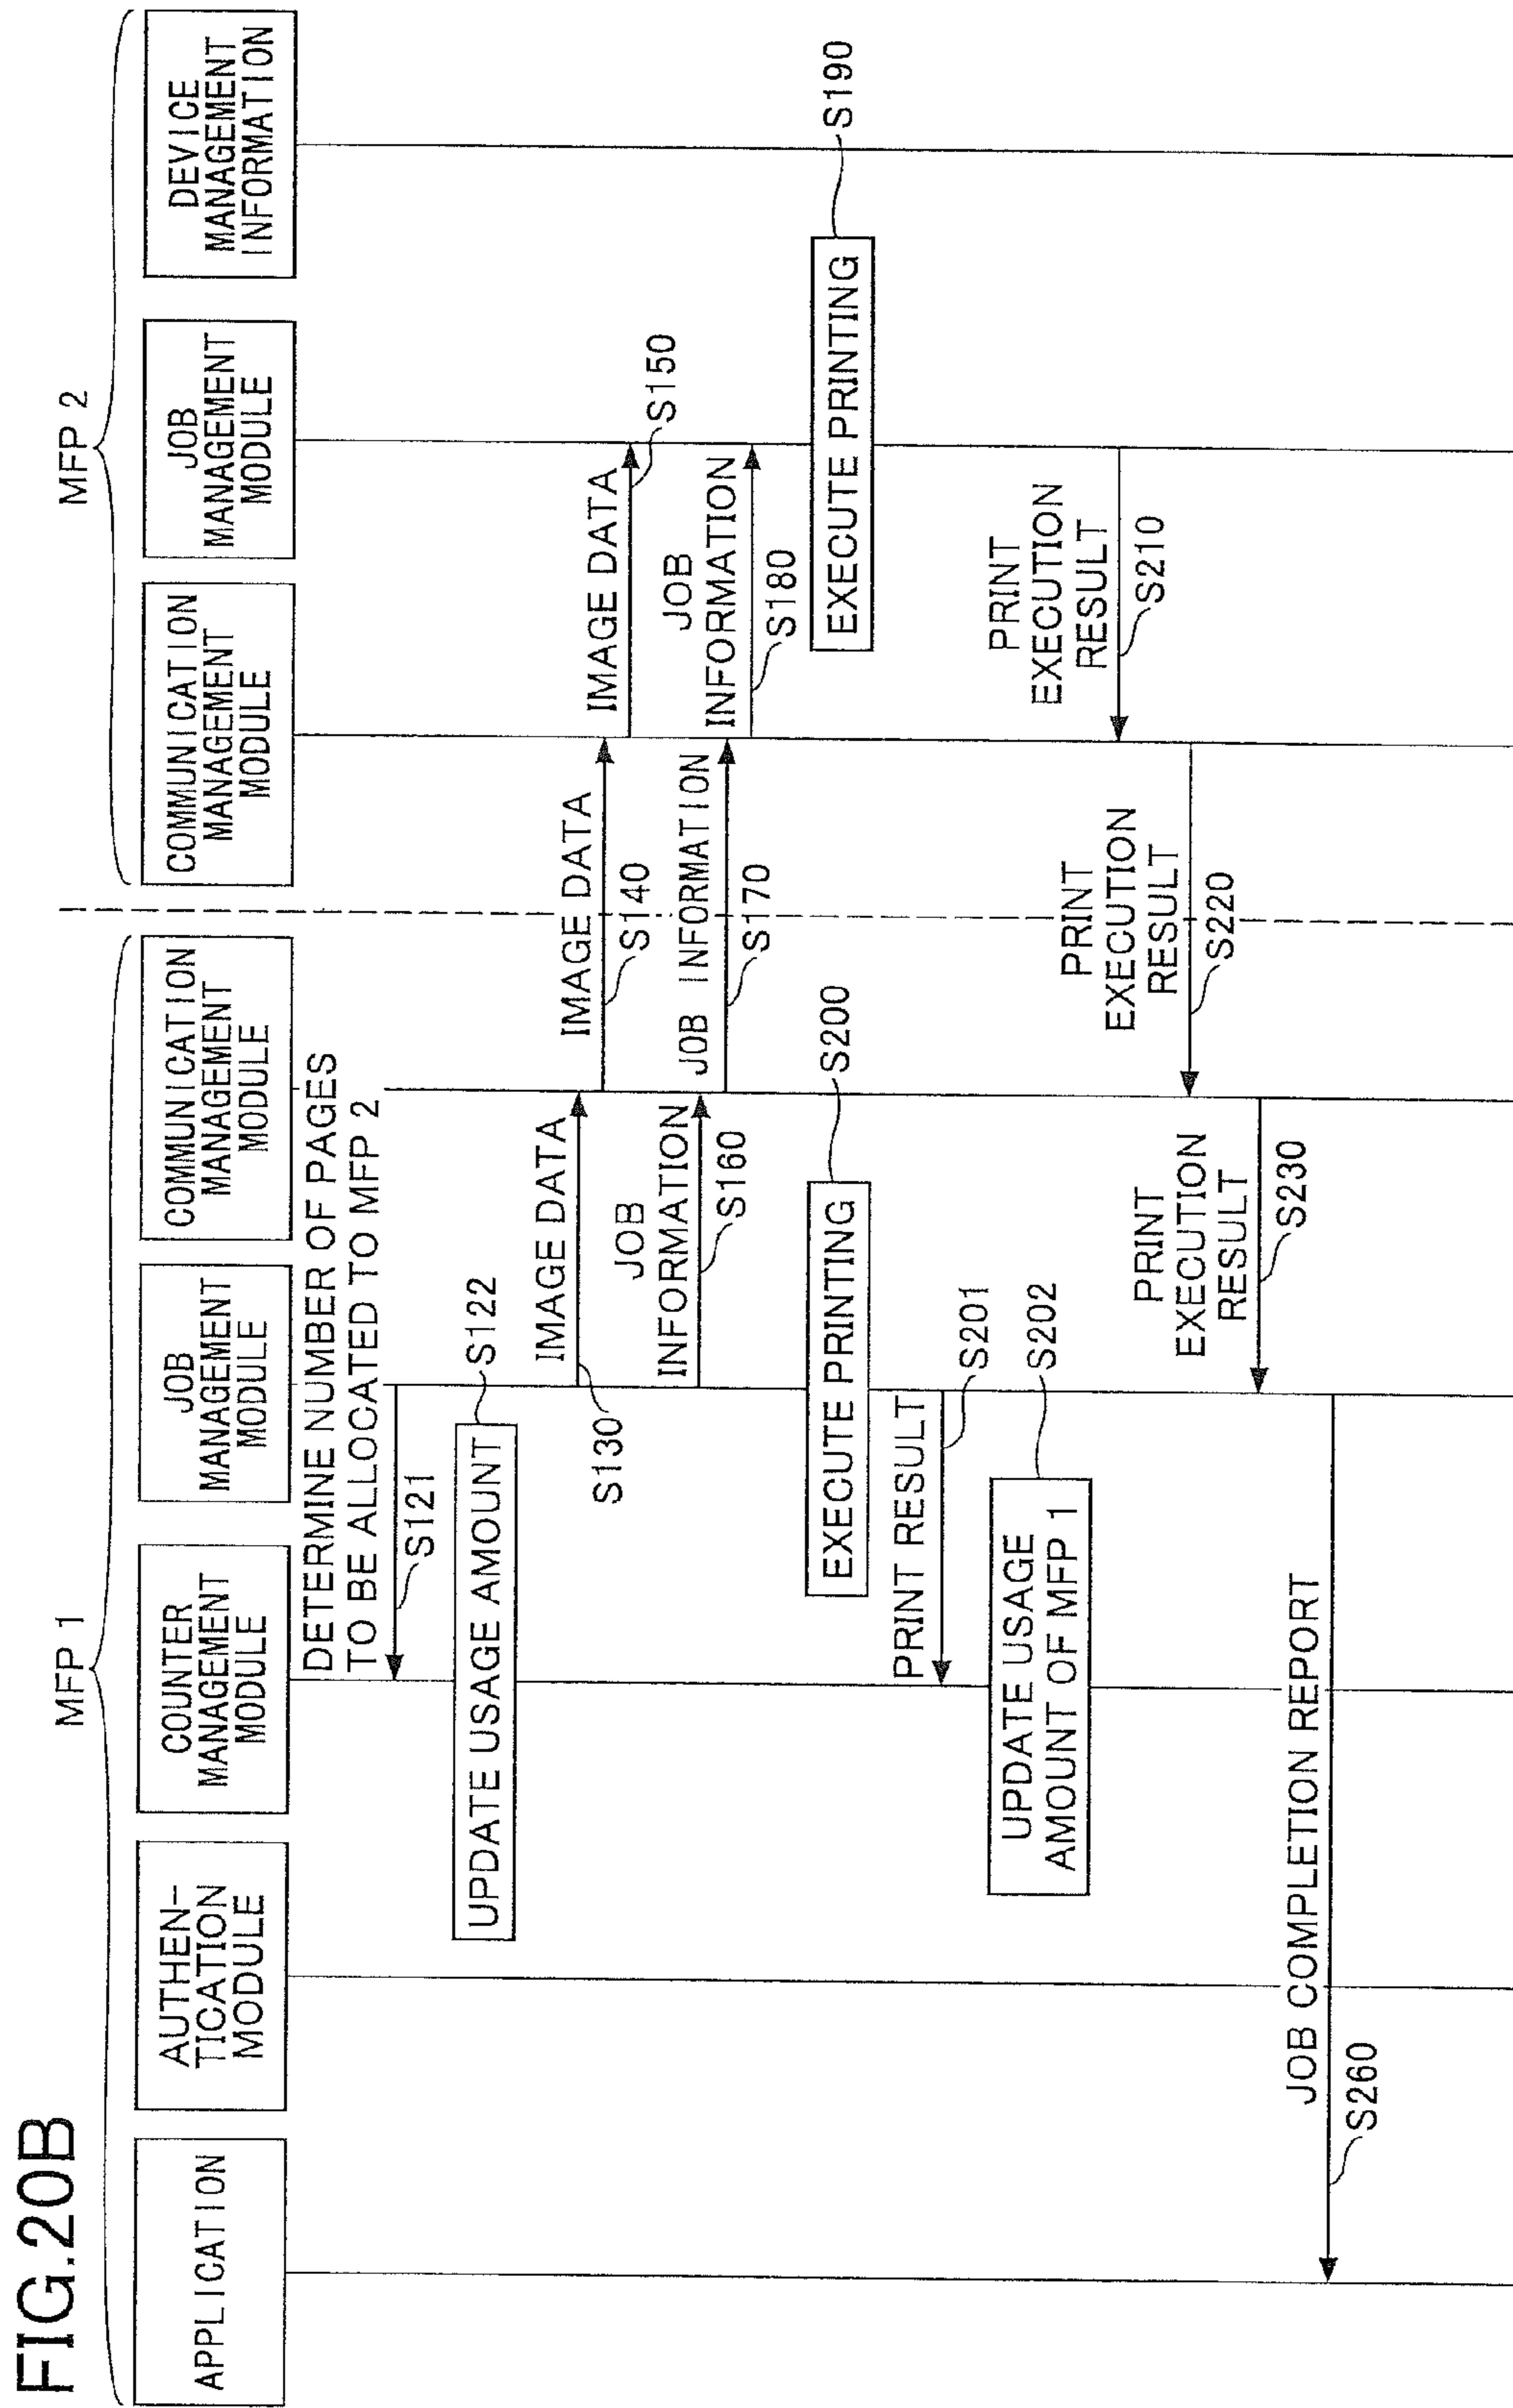 FIG.20B
MFP 1
MFP 2
APPLICATION
AUTHEN-
TICATION
MODULE
COUNTER
MANAGEMENT
MODULE
JOB
MANAGEMENT
MODULE
COMMUNICATION
MANAGEMENT
MODULE
COMMUNICATION
MANAGEMENT
MODULE
JOB
MANAGEMENT
MODULE
DEVICE
MANAGEMENT
INFORMATION
DETERMINE NUMBER OF PAGES
TO BE ALLOCATED TO MFP 2
S121
UPDATE USAGE AMOUNT
S122
IMAGE DATA
S130
IMAGE DATA
S140
IMAGE DATA
S150
JOB
INFORMATION
S160
JOB INFORMATION
S170
JOB
INFORMATION
S180
EXECUTE PRINTING
S190
EXECUTE PRINTING
S200
PRINT RESULT
S201
UPDATE USAGE
AMOUNT OF MFP 1
S202
PRINT
EXECUTION
RESULT
S210
PRINT
EXECUTION
RESULT
S220
PRINT
EXECUTION
RESULT
S230
JOB COMPLETION REPORT
S260